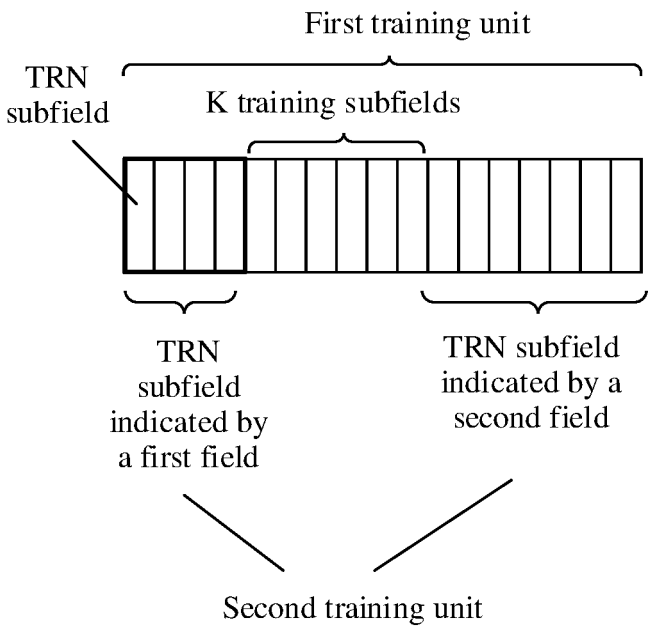 First training unit
TRN
subfield
K training subfields
TRN
subfield
indicated by
a first field
TRN subfield
indicated by a
second field
Second training unit